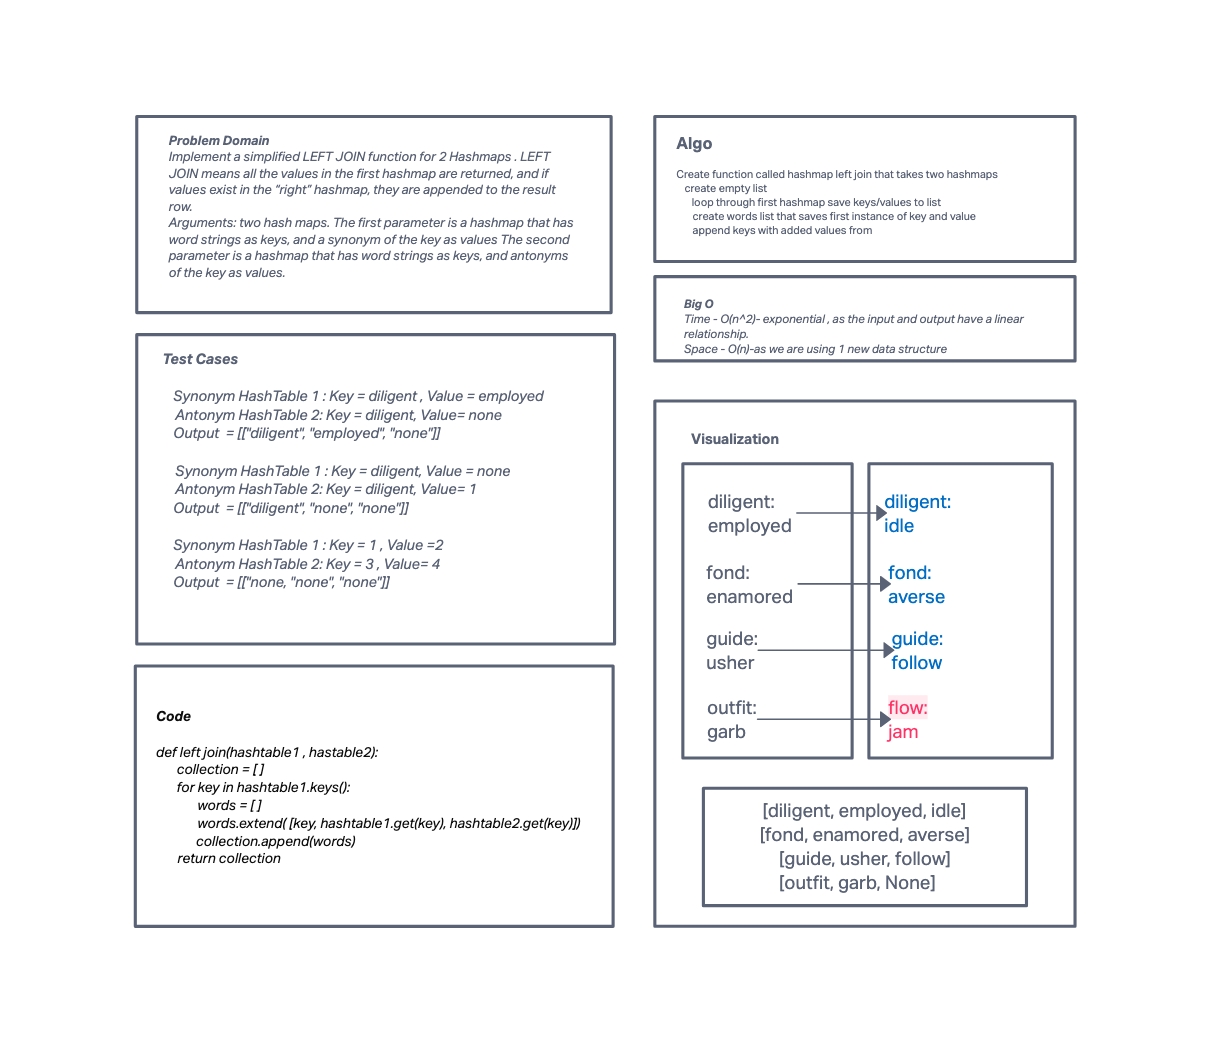 Problem Domain
Implement a simplified LEFT JOIN function for 2 Hashmaps . LEFT
JOIN means all the values in the first hashmap are returned, and if
values exist in the "right" hashmap, they are appended to the result
row.
Arguments: two hash maps. The first parameter is a hashmap that has
word strings as keys, and a synonym of the key as values The second
parameter is a hashmap that has word strings as keys, and antonyms
of the key as values.
Test Cases
Synonym HashTable 1 : Key = diligent , Value = employed
Antonym HashTable 2: Key = diligent, Value= none
Output = [["diligent", "employed", "none"]]
Synonym HashTable 1 : Key = diligent, Value = none
Antonym HashTable 2: Key = diligent, Value= 1
Output = [["diligent", "none", "none"]]
Synonym HashTable 1 : Key = 1 , Value =2
Antonym HashTable 2: Key = 3 , Value= 4
Output = [["none, "none", "none"]]
Code
def left join(hashtable1 , hastable2):
collection = [ ]
for key in hashtable1.keys():
words = [ ]
words.extend( [key, hashtable1.get(key), hashtable2.get(key)])
collection.append(words)
return collection
Algo
Create function called hashmap left join that takes two hashmaps
create empty list
loop through first hashmap save keys/values to list
create words list that saves first instance of key and value
append keys with added values from
Big O
Time - O(n^2)- exponential , as the input and output have a linear
relationship.
Space - O(n)-as we are using 1 new data structure
Visualization
diligent:
employed
diligent:
idle
fond:
enamored
fond:
averse
guide:
usher
guide:
follow
outfit:
garb
flow:
jam
[diligent, employed, idle]
[fond, enamored, averse]
[guide, usher, follow]
[outfit, garb, None]